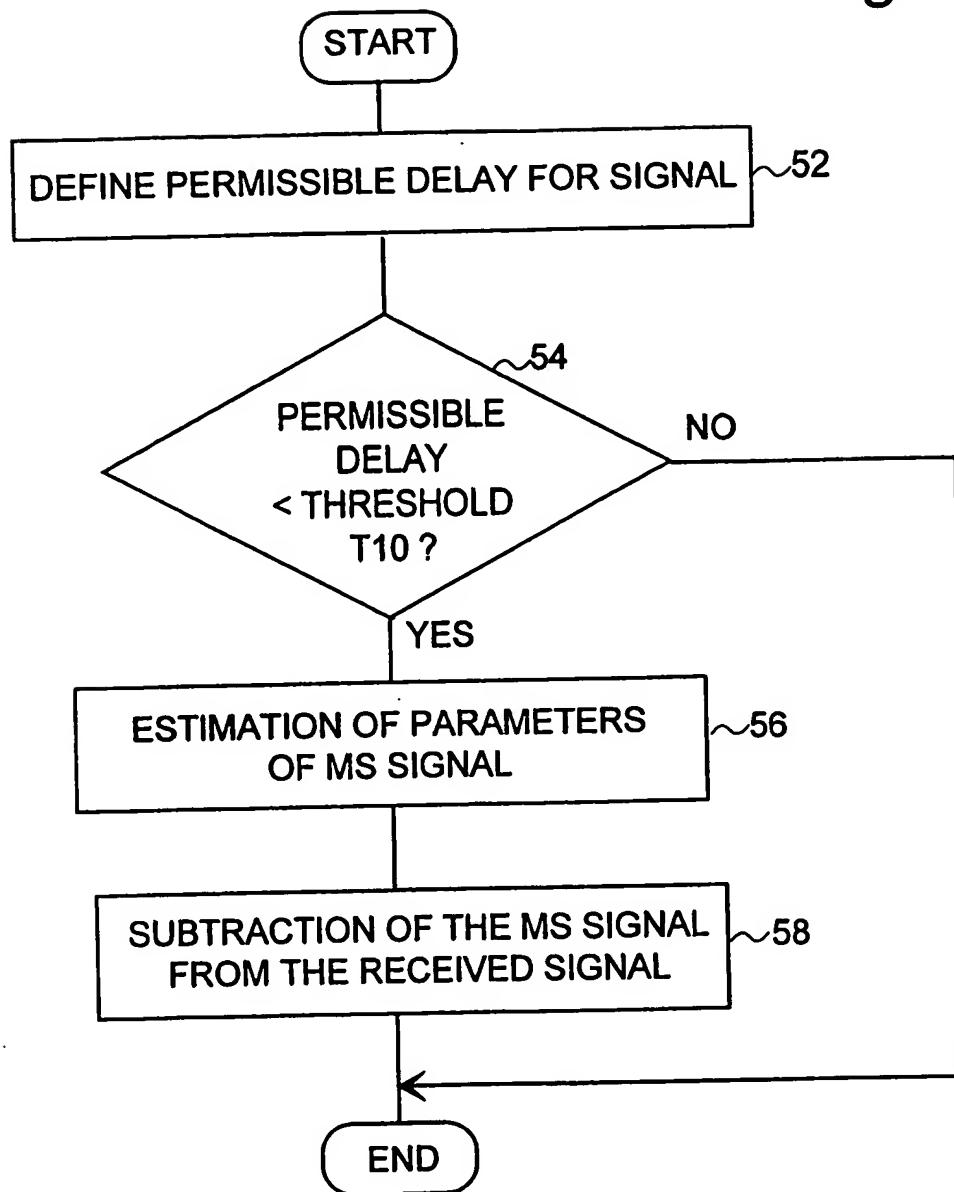 START
DEFINE PERMISSIBLE DELAY FOR SIGNAL
52
54
PERMISSIBLE
DELAY
< THRESHOLD
T10 ?
NO
YES
ESTIMATION OF PARAMETERS
OF MS SIGNAL
56
SUBTRACTION OF THE MS SIGNAL
FROM THE RECEIVED SIGNAL
58
END